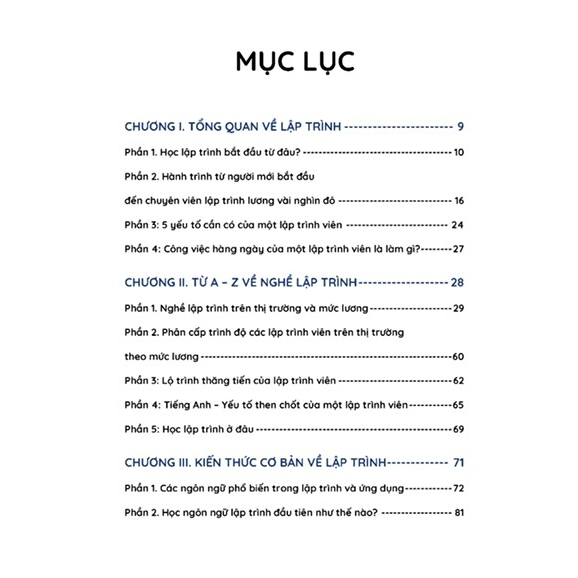 MỤC LỤC
CHƯƠNG I. TỔNG QUAN VỀ LẬP TRÌNH ----------------------- 9
Phần 1. Học lập trình bắt đầu từ đâu? -------------------------------- 10
Phần 2. Hành trình từ người mới bắt đầu
đến chuyên viên lập trình lương vài nghìn đô ------------------------- 16
Phần 3: 5 yếu tố cần có của một lập trình viên ----------------------- 24
Phần 4: Công việc hàng ngày của một lập trình viên là làm gì?-------27
CHƯƠNG II. TỪ A – Z VỀ NGHỀ LẬP TRÌNH------------------- 28
Phần 1. Nghề lập trình trên thị trường và mức lương-----------------29
Phần 2. Phân cấp trình độ các lập trình viên trên thị trường
theo mức lương--------------------------------------------------- 60
Phần 3: Lộ trình thăng tiến của lập trình viên------------------------ 62
Phần 4: Tiếng Anh – Yếu tố then chốt của một lập trình viên---------65
Phần 5: Học lập trình ở đâu ---------------------------------------- 69
CHƯƠNG III. KIẾN THỨC CƠ BẢN VỀ LẬP TRÌNH------------- 71
Phần 1. Các ngôn ngữ phổ biến trong lập trình và ứng dụng----------72
Phần 2. Học ngôn ngữ lập trình đầu tiên như thế nào? --------------- 81